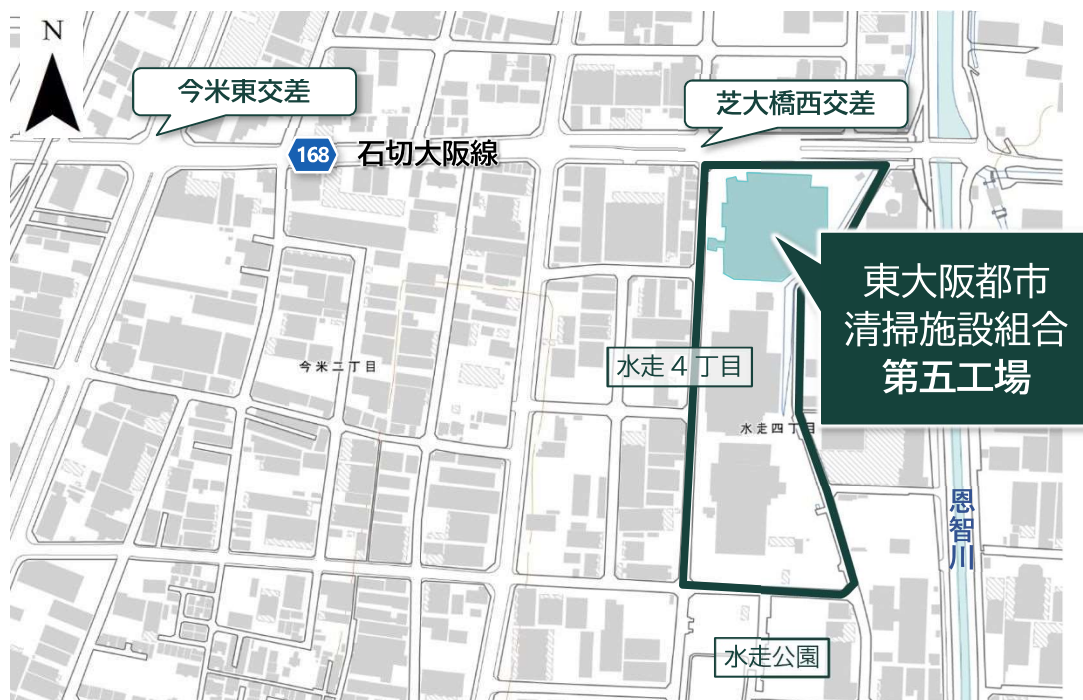 N
今米東交差
芝大橋西交差
168 石切大阪線
東大阪都市
清掃施設組合
第五工場
水走4丁目
今米二丁目
水走四丁目
恩智川
水走公園